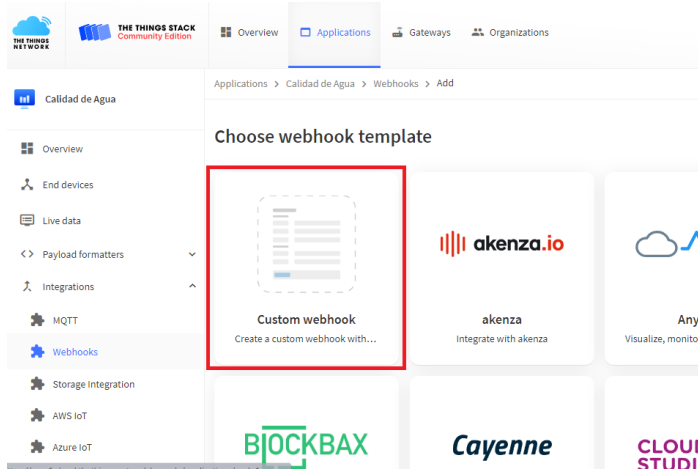 THE THINGS
NETWORK
THE THINGS STACK
Community Edition
Overview
Applications
Gateways
Organizations
Applications > Calidad de Agua > Webhooks > Add
Calidad de Agua
Overview
End devices
Live data
Payload formatters
Integrations
MQTT
Webhooks
Storage Integration
AWS IoT
Azure IoT
Choose webhook template
Custom webhook
Create a custom webhook with...
akenza.io
akenza
Integrate with akenza
Any
Visualize, monito
BLOCKBAX
Cayenne
CLOUD
STUDI